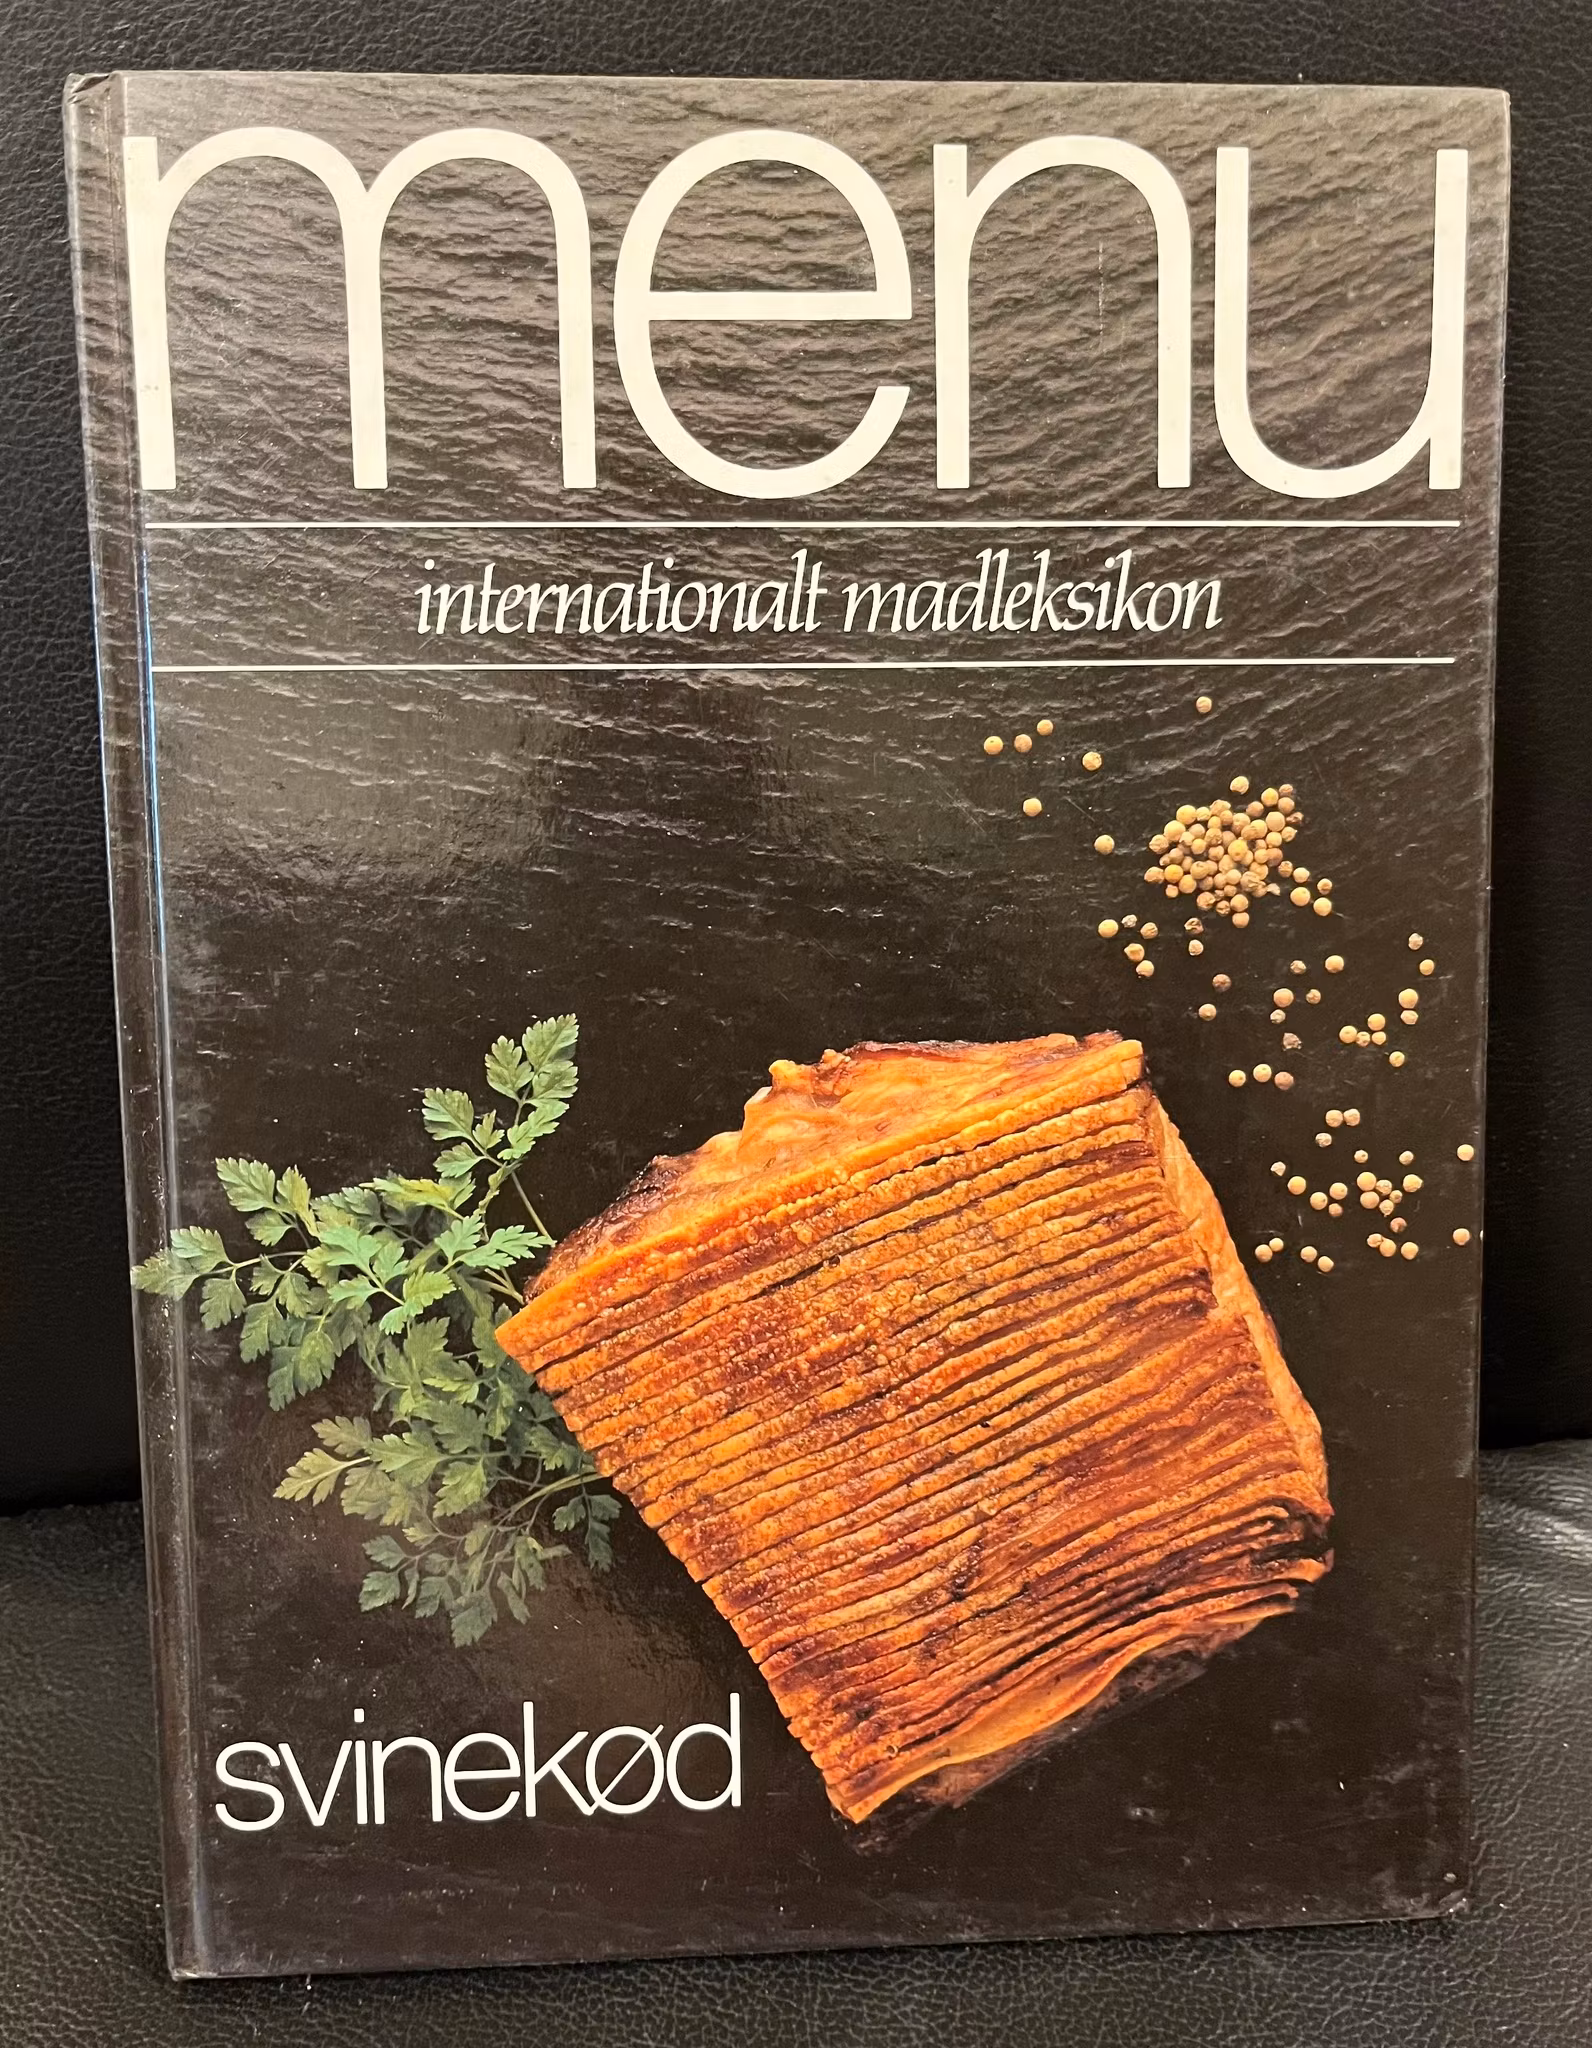 menu
internationalt madleksikon
svinekød